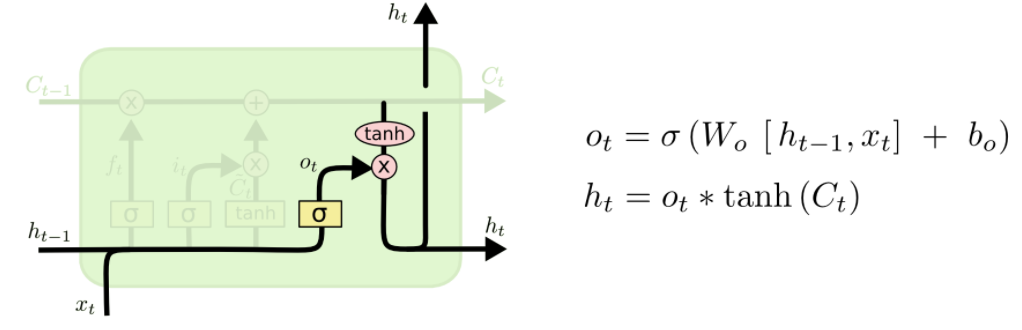 h_t
C_{t-1}
C_t
x
+
tanh
f_t
i_t
x
o_t
x
C̃_t
σ
σ
tanh
σ
h_{t-1}
h_t
x_t
o_t = σ (W_o [h_{t-1}, x_t] + b_o)
h_t = o_t * tanh (C_t)